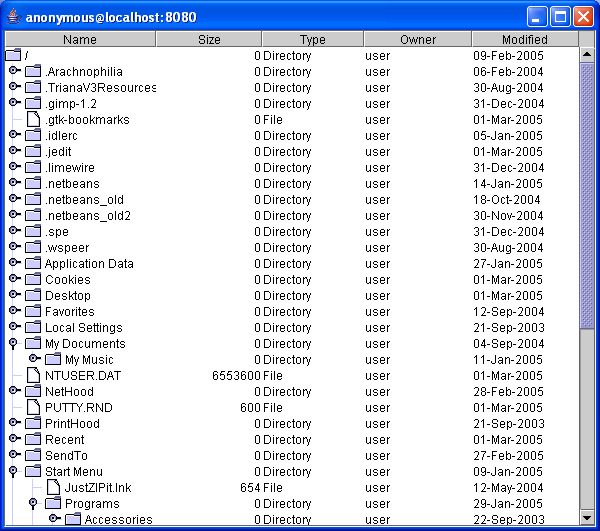 anonymous@localhost:8080
Name Size Type Owner Modified
/ 0 Directory user 09-Feb-2005
.Arachnophilia 0 Directory user 06-Feb-2004
.TrianaV3Resources 0 Directory user 30-Aug-2004
.gimp-1.2 0 Directory user 31-Dec-2004
.gtk-bookmarks 0 File user 01-Mar-2005
.idlerc 0 Directory user 05-Jan-2005
.jedit 0 Directory user 01-Mar-2005
.limewire 0 Directory user 31-Dec-2004
.netbeans 0 Directory user 14-Jan-2005
.netbeans_old 0 Directory user 18-Oct-2004
.netbeans_old2 0 Directory user 30-Nov-2004
.spe 0 Directory user 31-Dec-2004
.wspeer 0 Directory user 30-Aug-2004
Application Data 0 Directory user 27-Jan-2005
Cookies 0 Directory user 01-Mar-2005
Desktop 0 Directory user 01-Mar-2005
Favorites 0 Directory user 12-Sep-2004
Local Settings 0 Directory user 21-Sep-2003
My Documents 0 Directory user 04-Sep-2004
My Music 0 Directory user 11-Jan-2005
NTUSER.DAT 6553600 File user 01-Mar-2005
NetHood 0 Directory user 28-Feb-2005
PUTTY.RND 600 File user 01-Mar-2005
PrintHood 0 Directory user 21-Sep-2003
Recent 0 Directory user 01-Mar-2005
SendTo 0 Directory user 27-Feb-2005
Start Menu 0 Directory user 09-Jan-2005
JustZIPit.lnk 654 File user 12-May-2004
Programs 0 Directory user 29-Jan-2005
Accessories 0 Directory user 22-Sep-2003